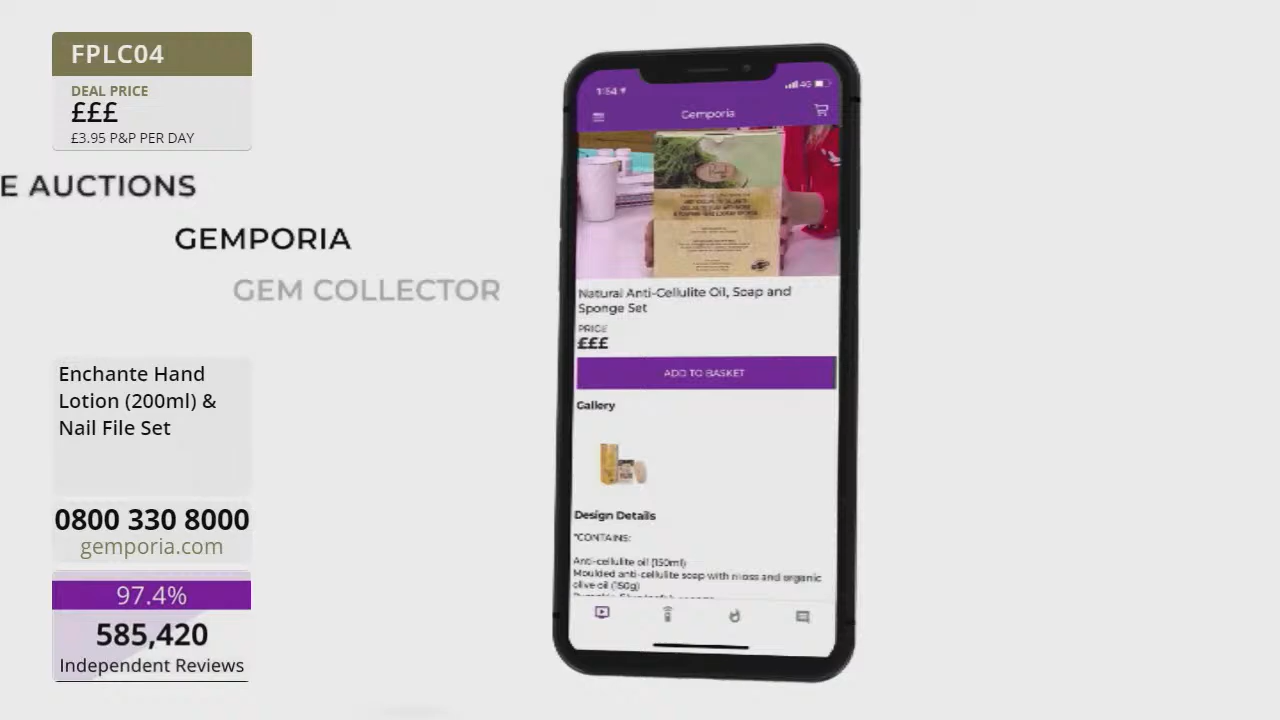 FPLC04
DEAL PRICE
£££
£3.95 P&P PER DAY
E AUCTIONS
GEMPORIA
GEM COLLECTOR
Enchante Hand
Lotion (200ml) &
Nail File Set
0800 330 8000
gemporia.com
97.4%
585,420
Independent Reviews
1:54
4G
Gemporia
Natural Anti-Cellulite Oil, Soap and
Sponge Set
PRICE
£££
ADD TO BASKET
Gallery
Design Details
*CONTAINS:
Anti-cellulite oil (150ml)
Moulded anti-cellulite soap with moss and organic
olive oil (150g)